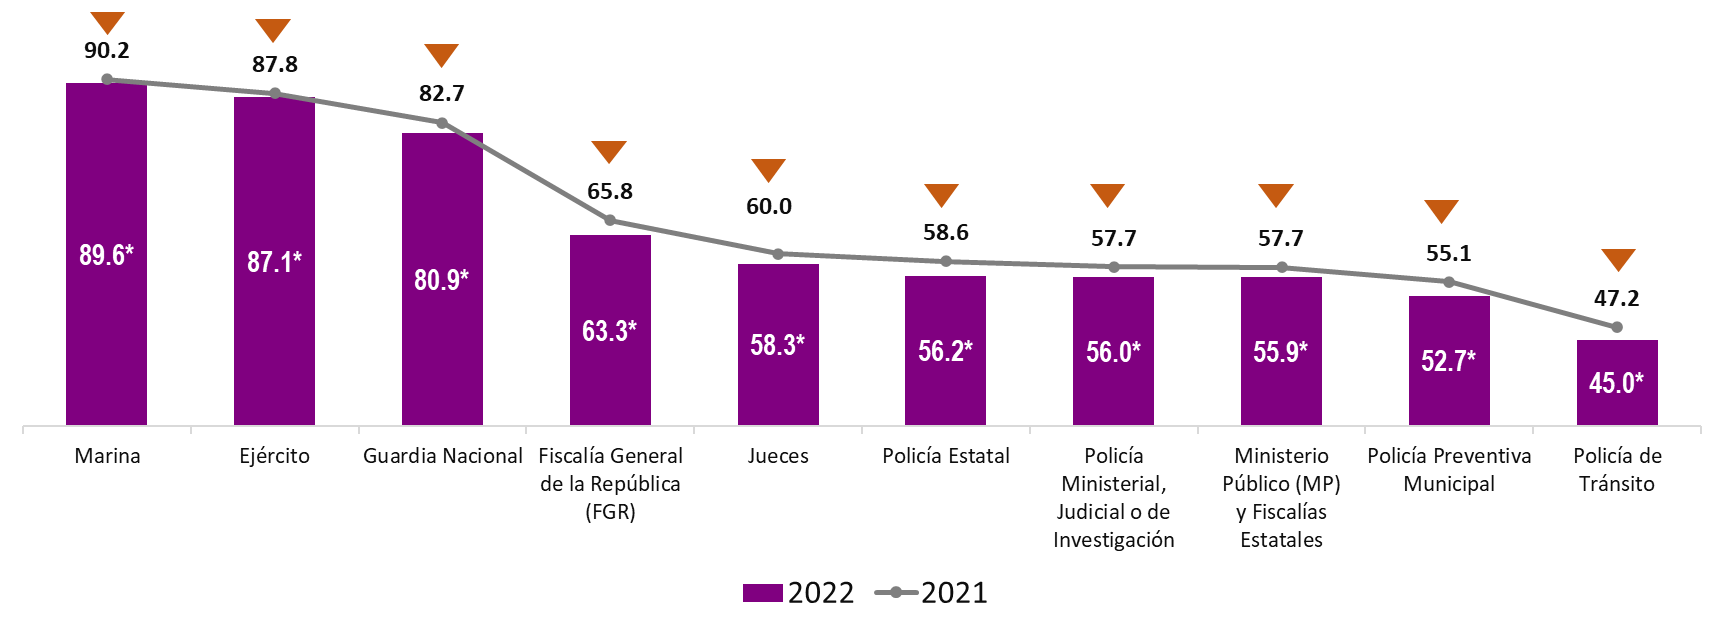 90.2
87.8
82.7
65.8
60.0
58.6
57.7
57.7
55.1
47.2
89.6*
87.1*
80.9*
63.3*
58.3*
56.2*
56.0*
55.9*
52.7*
45.0*
Marina
Ejército
Guardia Nacional
Fiscalía General
de la República
(FGR)
Jueces
Policía Estatal
Policía
Ministerial,
Judicial o de
Investigación
Ministerio
Público (MP)
y Fiscalías
Estatales
Policía Preventiva
Municipal
Policía de
Tránsito
2022
2021